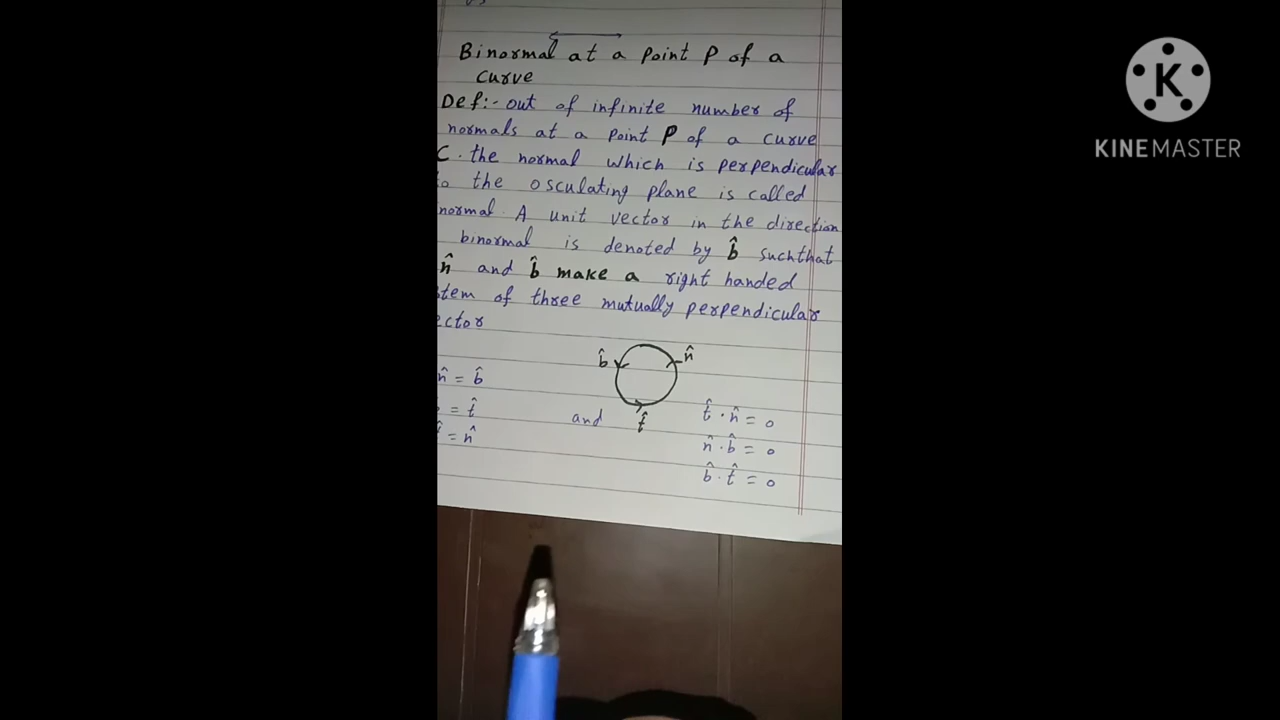 Binormal at a point P of a
curve
Def:- out of infinite number of
normals at a point P of a curve
C. the normal which is perpendicular
to the osculating plane is called
normal. A unit vector in the direction
binormal is denoted by b̂ suchthat
n̂ and b̂ make a right handed
stem of three mutually perpendicular
ector
b̂ n̂
n̂ = b̂
= t̂
and t̂
= n̂
t̂ · n̂ = 0
n̂ · b̂ = 0
b̂ · t̂ = 0
K
KINEMASTER